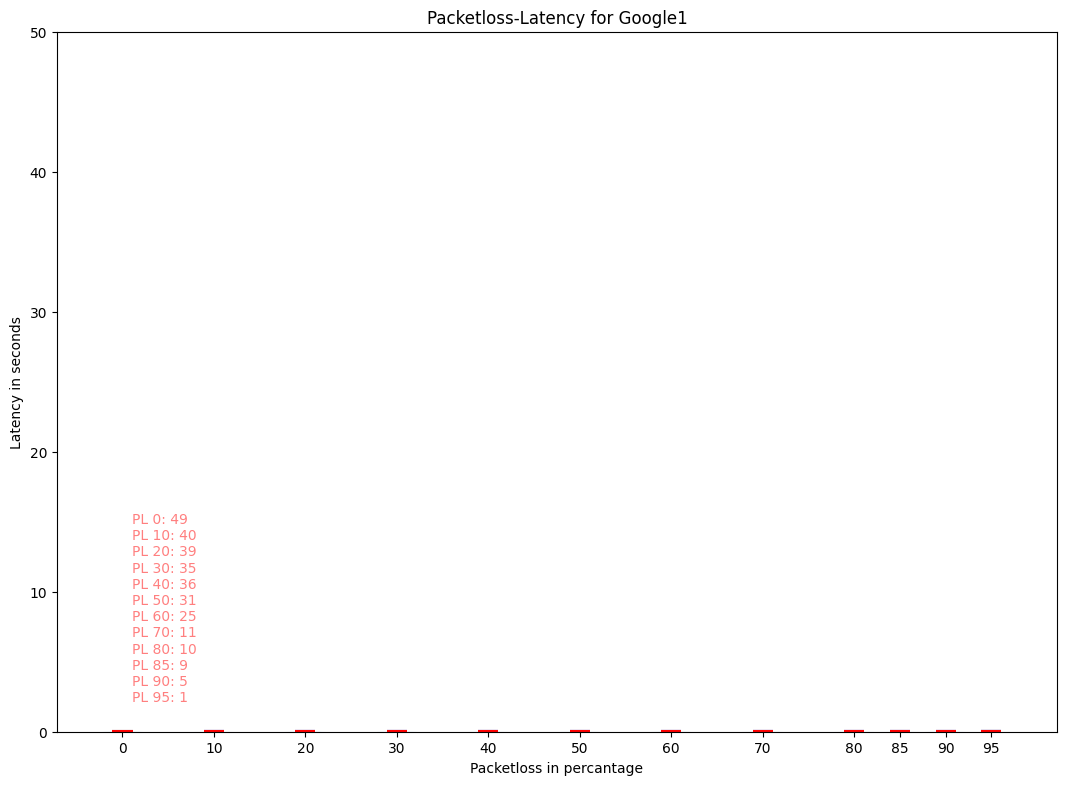 Packetloss-Latency for Google1
50
40
30
20
10
0
Latency in seconds
PL 0: 49
PL 10: 40
PL 20: 39
PL 30: 35
PL 40: 36
PL 50: 31
PL 60: 25
PL 70: 11
PL 80: 10
PL 85: 9
PL 90: 5
PL 95: 1
0 10 20 30 40 50 60 70 80 85 90 95
Packetloss in percantage